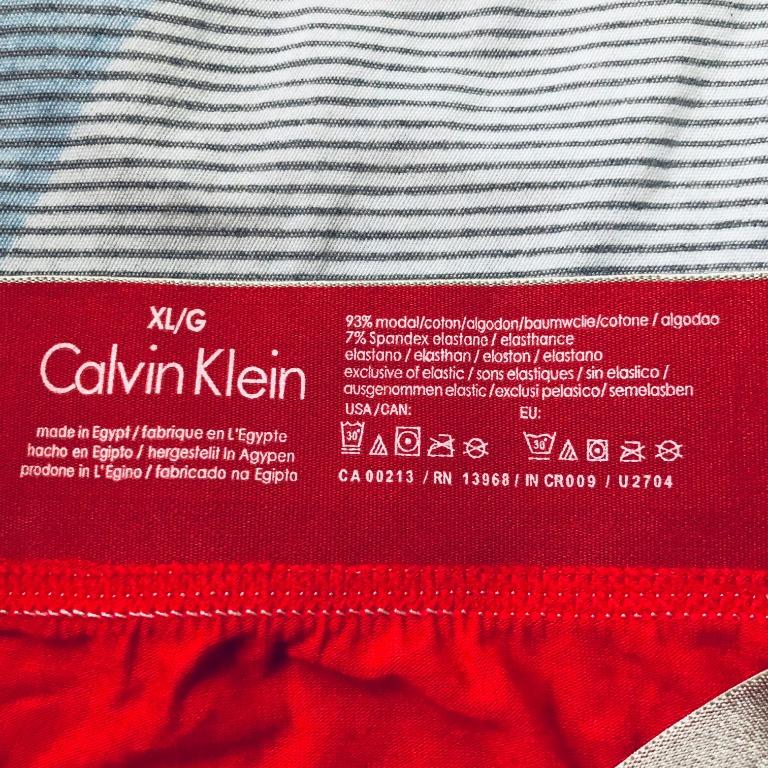 XL/G
Calvin Klein
made in Egypt / fabrique en L'Egypte
hacho en Egipto / hergestelit In Agypen
prodone in L'Egino / fabricado na Egipto
93% modal/coton/algodon/baumwclie/cotone / algodao
7% Spandex elastane / elasthance
elastano / elasthan / eloston / elastano
exclusive of elastic / sons elastiques / sin elaslico /
ausgenommen elastic /exclusi pelasico/ semelasben
USA /CAN: EU:
30° 30°
CA 00213 / RN 13968 / IN CR009 / U2704